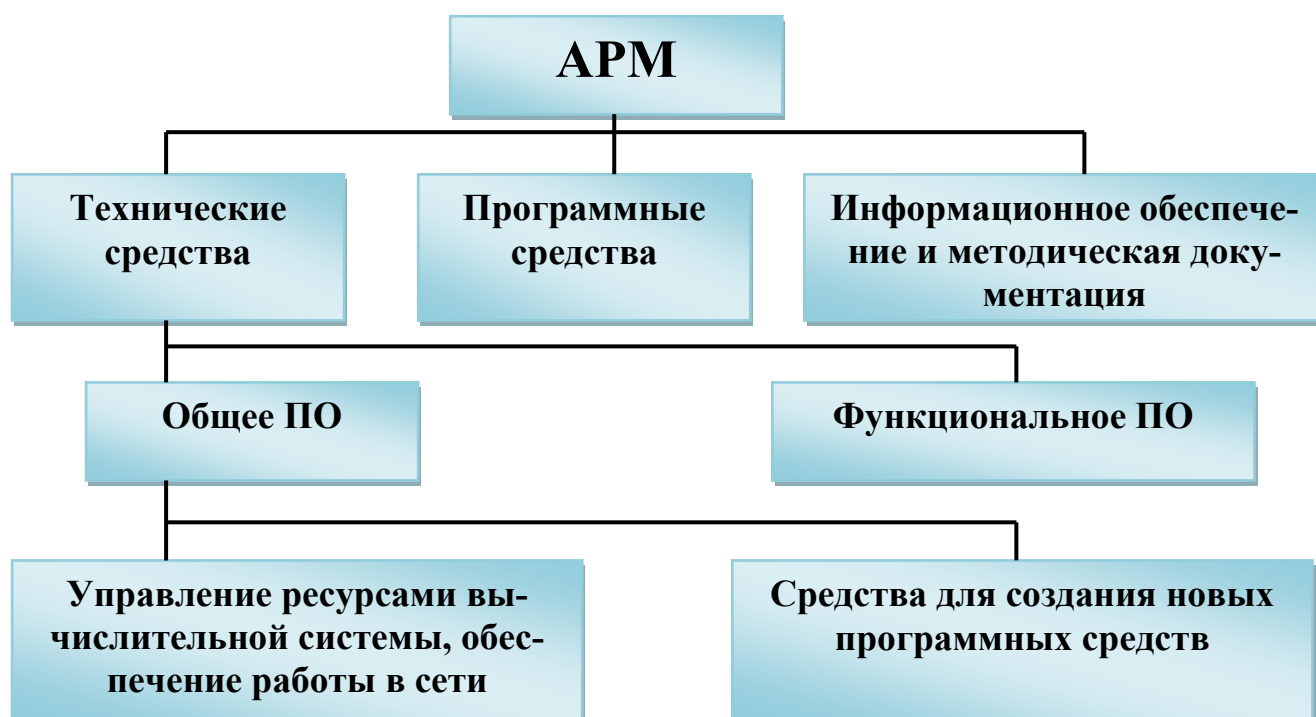 АРМ
Технические
средства
Программные
средства
Информационное обеспече-
ние и методическая доку-
ментация
Общее ПО
Функциональное ПО
Управление ресурсами вы-
числительной системы, обес-
печение работы в сети
Средства для создания новых
программных средств